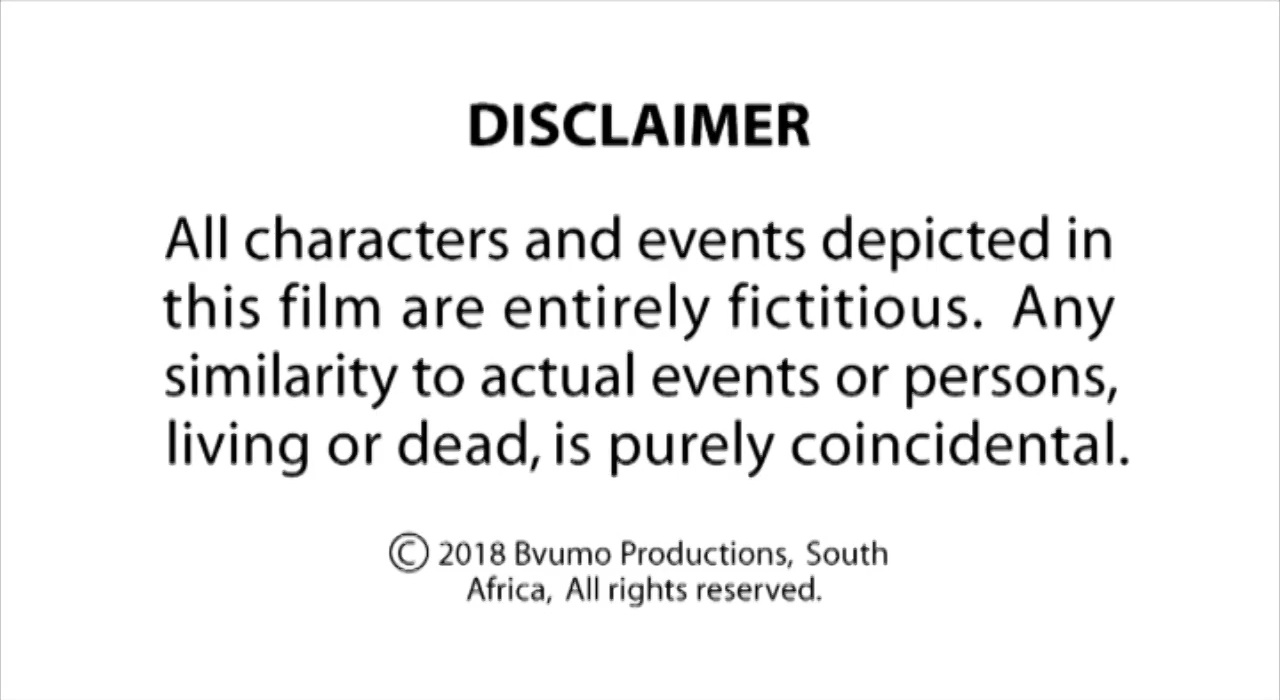 DISCLAIMER
All characters and events depicted in
this film are entirely fictitious. Any
similarity to actual events or persons,
living or dead, is purely coincidental.
© 2018 Bvumo Productions, South
Africa, All rights reserved.